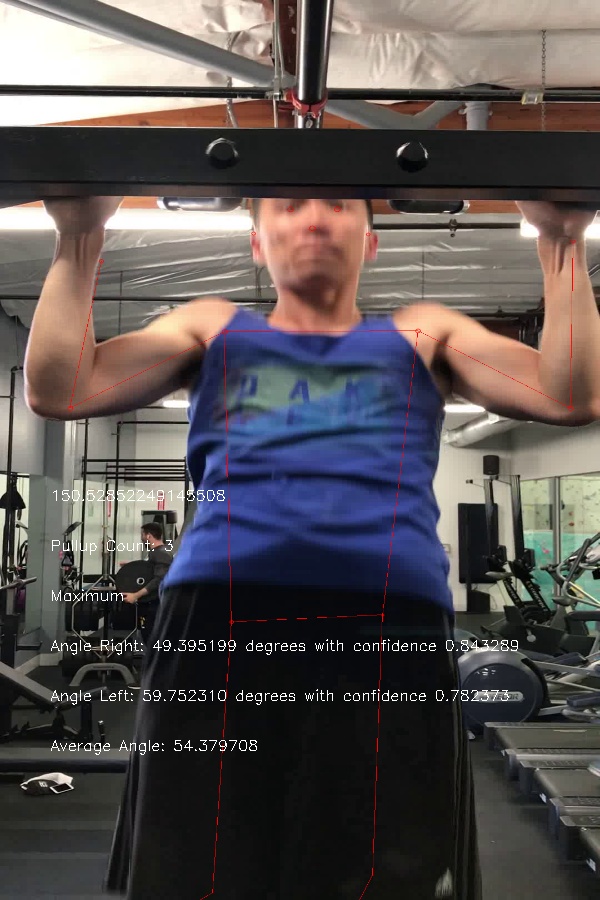 150.52852249145508
Pullup Count: 3
Maximum
Angle Right: 49.395199 degrees with confidence 0.843289
Angle Left: 59.752310 degrees with confidence 0.782373
Average Angle: 54.379708